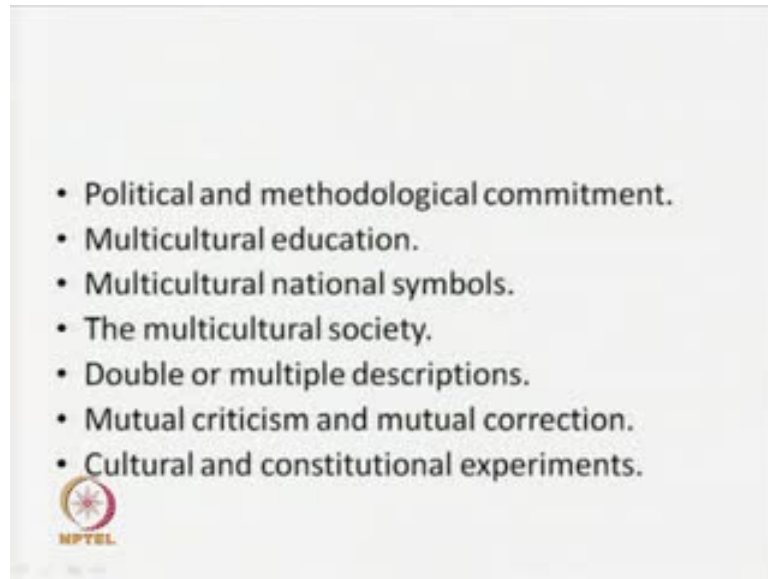 • Political and methodological commitment.
• Multicultural education.
• Multicultural national symbols.
• The multicultural society.
• Double or multiple descriptions.
• Mutual criticism and mutual correction.
• Cultural and constitutional experiments.
NPTEL